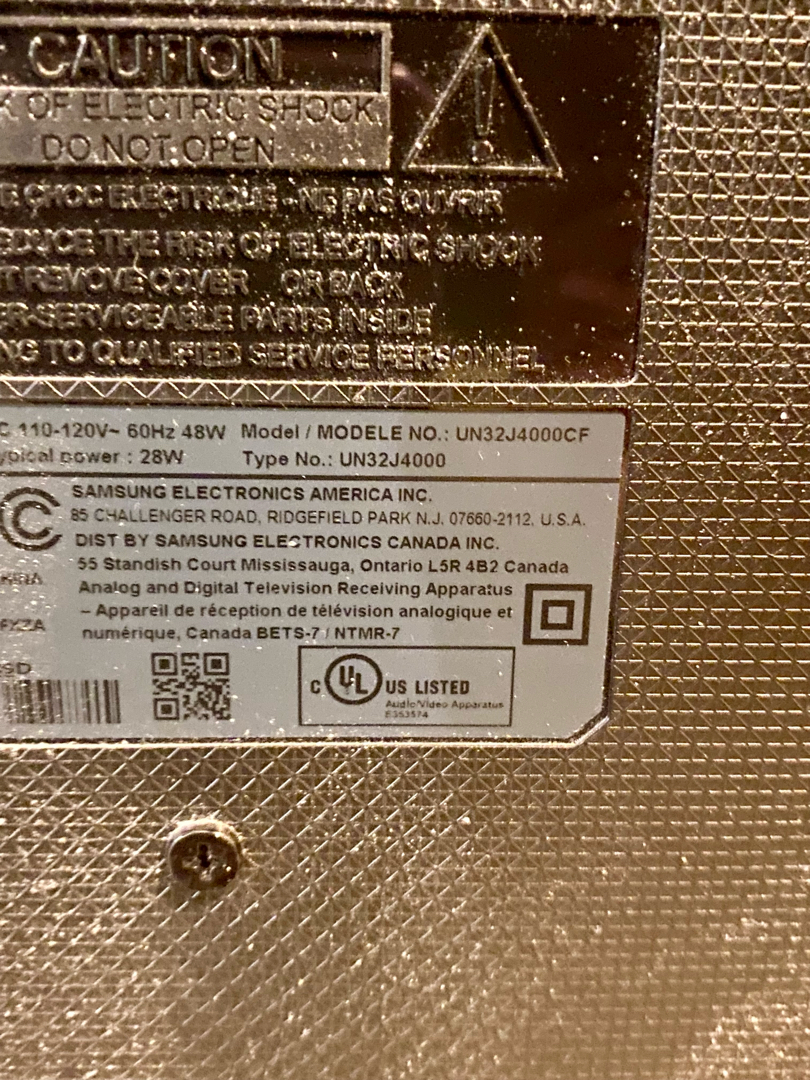 CAUTION
OF ELECTRIC SHOCK
DO NOT OPEN
CHOC ELECTRIQUE - NE PAS OUVRIR
THE RISK OF ELECTRIC SHOCK
REMOVE COVER OR BACK
PARTS INSIDE
TO QUALIFIED SERVICE PERSONNEL
110-120V~ 60Hz 48W Model / MODELE NO.: UN32J4000CF
power : 28W Type No.: UN32J4000
SAMSUNG ELECTRONICS AMERICA INC.
85 CHALLENGER ROAD, RIDGEFIELD PARK N.J. 07660-2112, U.S.A.
DIST BY SAMSUNG ELECTRONICS CANADA INC.
55 Standish Court Mississauga, Ontario L5R 4B2 Canada
Analog and Digital Television Receiving Apparatus
– Appareil de réception de télévision analogique et
numérique, Canada BETS-7 / NTMR-7
C UL US LISTED
Audio/Video Apparatus
E353574